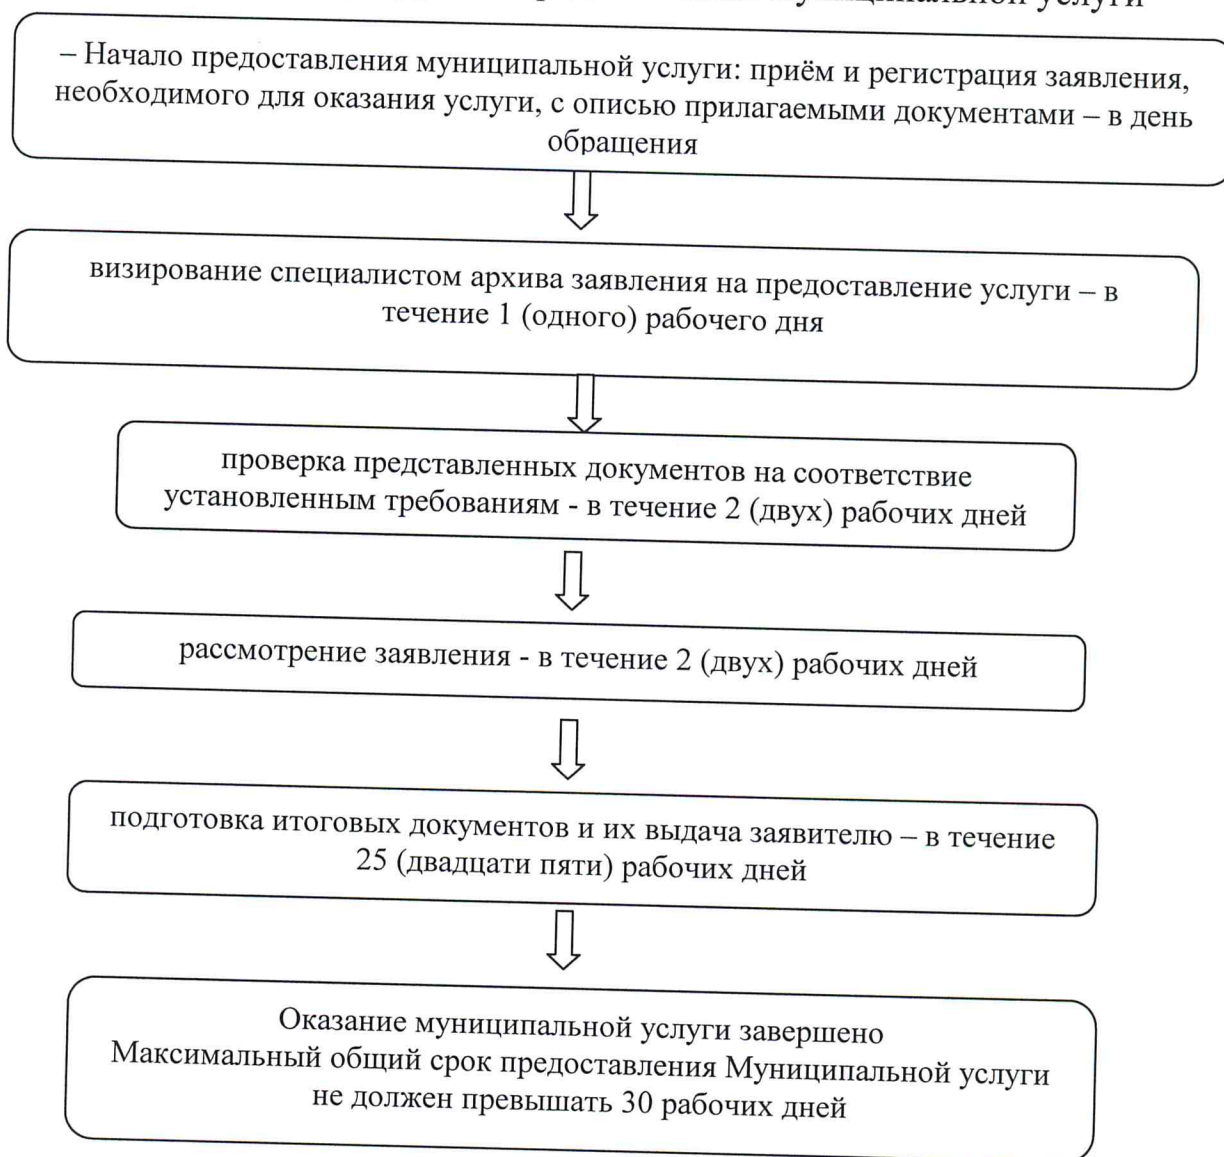 муниципальной услуги
– Начало предоставления муниципальной услуги: приём и регистрация заявления,
необходимого для оказания услуги, с описью прилагаемыми документами – в день
обращения
визирование специалистом архива заявления на предоставление услуги – в
течение 1 (одного) рабочего дня
проверка представленных документов на соответствие
установленным требованиям - в течение 2 (двух) рабочих дней
рассмотрение заявления - в течение 2 (двух) рабочих дней
подготовка итоговых документов и их выдача заявителю – в течение
25 (двадцати пяти) рабочих дней
Оказание муниципальной услуги завершено
Максимальный общий срок предоставления Муниципальной услуги
не должен превышать 30 рабочих дней